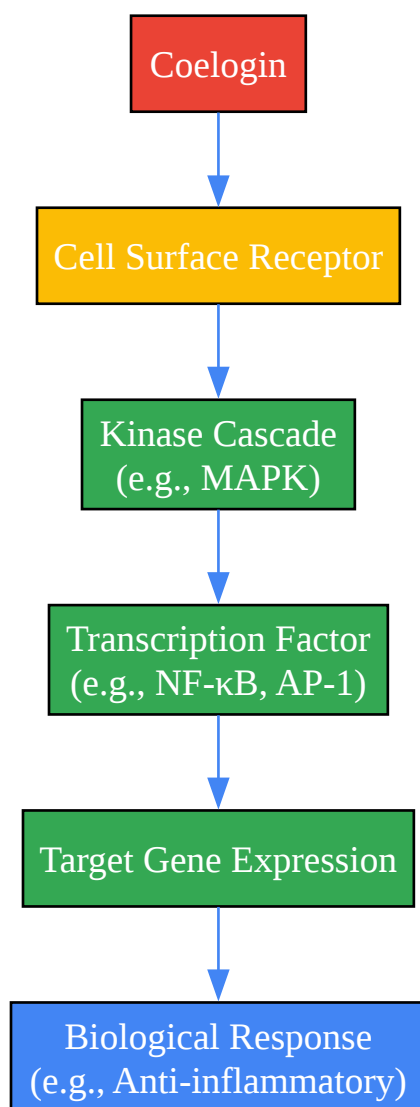 Coelogin
Cell Surface Receptor
Kinase Cascade
(e.g., MAPK)
Transcription Factor
(e.g., NF-κB, AP-1)
Target Gene Expression
Biological Response
(e.g., Anti-inflammatory)